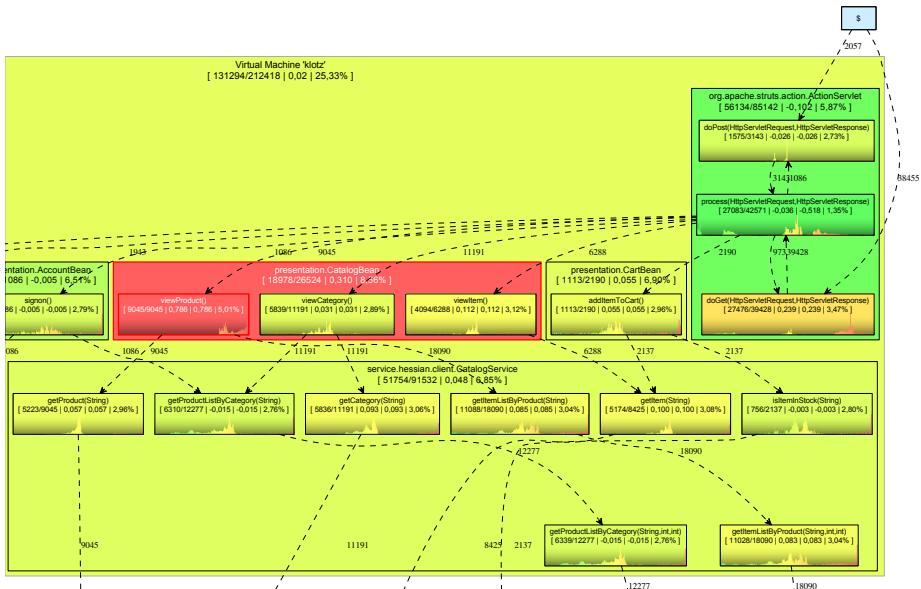 $
2057
Virtual Machine 'klotz'
[ 131294/212418 | 0,02 | 25,33% ]
org.apache.struts.action.ActionServlet
[ 56134/85142 | -0,102 | 5,87% ]
doPost(HttpServletRequest,HttpServletResponse)
[ 1575/3143 | -0,026 | -0,026 | 2,73% ]
38455
31431086
process(HttpServletRequest,HttpServletResponse)
[ 27083/42571 | -0,036 | -0,518 | 1,35% ]
1943
1086
9045
11191
6288
2190
97339428
entation.AccountBean
086 | -0,005 | 6,51%
presentation.CatalogBean
[ 18978/26524 | 0,310 | 8,36% ]
presentation.CartBean
[ 1113/2190 | 0,055 | 6,90% ]
signon()
86 | -0,005 | -0,005 | 2,79% ]
viewProduct()
[ 9045/9045 | 0,786 | 0,786 | 5,01% ]
viewCategory()
[ 5839/11191 | 0,031 | 0,031 | 2,89% ]
viewItem()
[ 4094/6288 | 0,112 | 0,112 | 3,12% ]
addItemToCart()
[ 1113/2190 | 0,055 | 0,055 | 2,96% ]
doGet(HttpServletRequest,HttpServletResponse)
[ 27476/39428 | 0,239 | 0,239 | 3,47% ]
086
1086
9045
11191
11191
18090
6288
2137
2137
service.hessian.client.CatalogService
[ 51754/91532 | 0,048 | 6,85% ]
getProduct(String)
[ 5223/9045 | 0,057 | 0,057 | 2,96% ]
getProductListByCategory(String)
[ 6310/12277 | -0,015 | -0,015 | 2,76% ]
getCategory(String)
[ 5836/11191 | 0,093 | 0,093 | 3,06% ]
getItemListByProduct(String)
[ 11088/18090 | 0,085 | 0,085 | 3,04% ]
getItem(String)
[ 5174/8425 | 0,100 | 0,100 | 3,08% ]
isItemInStock(String)
[ 756/2137 | -0,003 | -0,003 | 2,80% ]
12277
18090
getProductListByCategory(String,int,int)
[ 6339/12277 | -0,015 | -0,015 | 2,76% ]
getItemListByProduct(String,int,int)
[ 11028/18090 | 0,083 | 0,083 | 3,04% ]
9045
11191
8425
2137
12277
18090